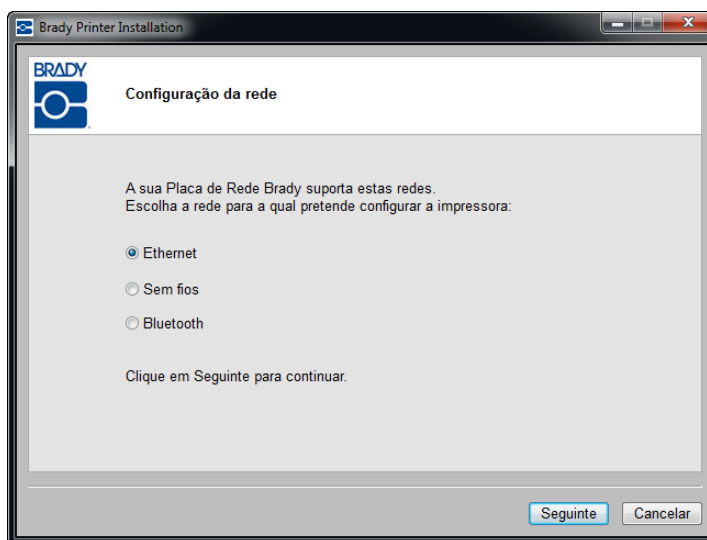 Brady Printer Installation
BRADY
Configuração da rede
A sua Placa de Rede Brady suporta estas redes.
Escolha a rede para a qual pretende configurar a impressora:
Ethernet
Sem fios
Bluetooth
Clique em Seguinte para continuar.
Seguinte
Cancelar